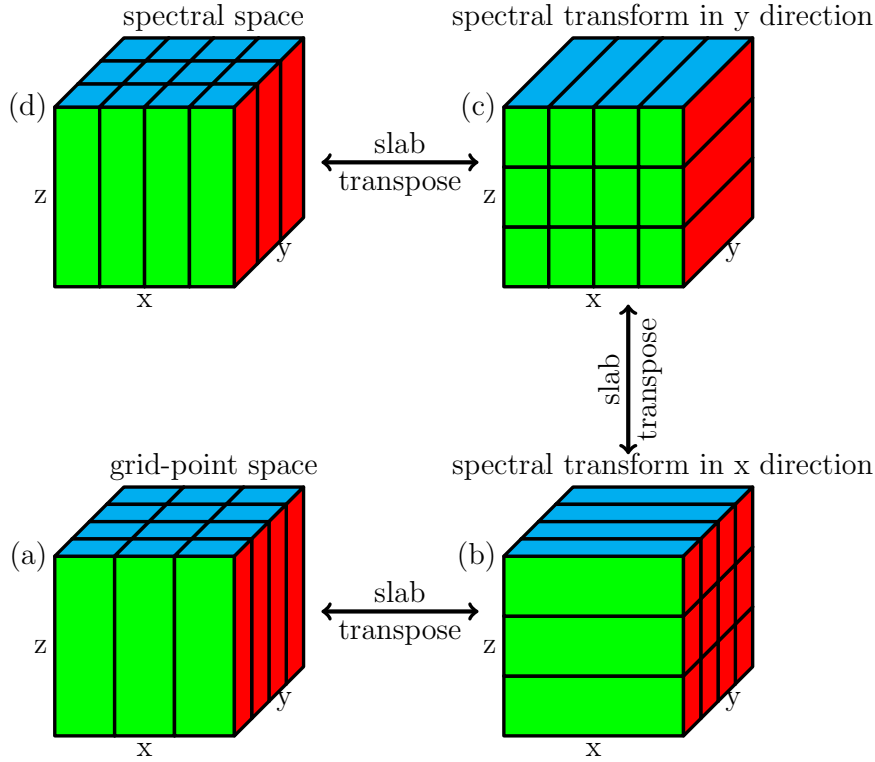 spectral space
spectral transform in y direction
(d)
(c)
slab
transpose
z
z
y
y
x
x
slab
transpose
grid-point space
spectral transform in x direction
(a)
(b)
slab
transpose
z
z
y
y
x
x